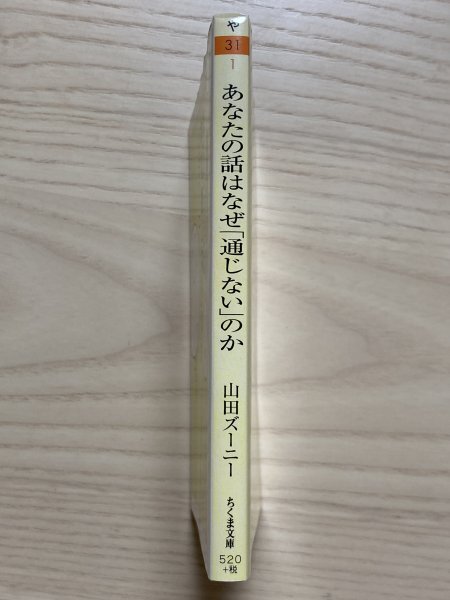 や
31
1
あなたの話はなぜ「通じない」のか
山田ズーニー
ちくま文庫
520
+税